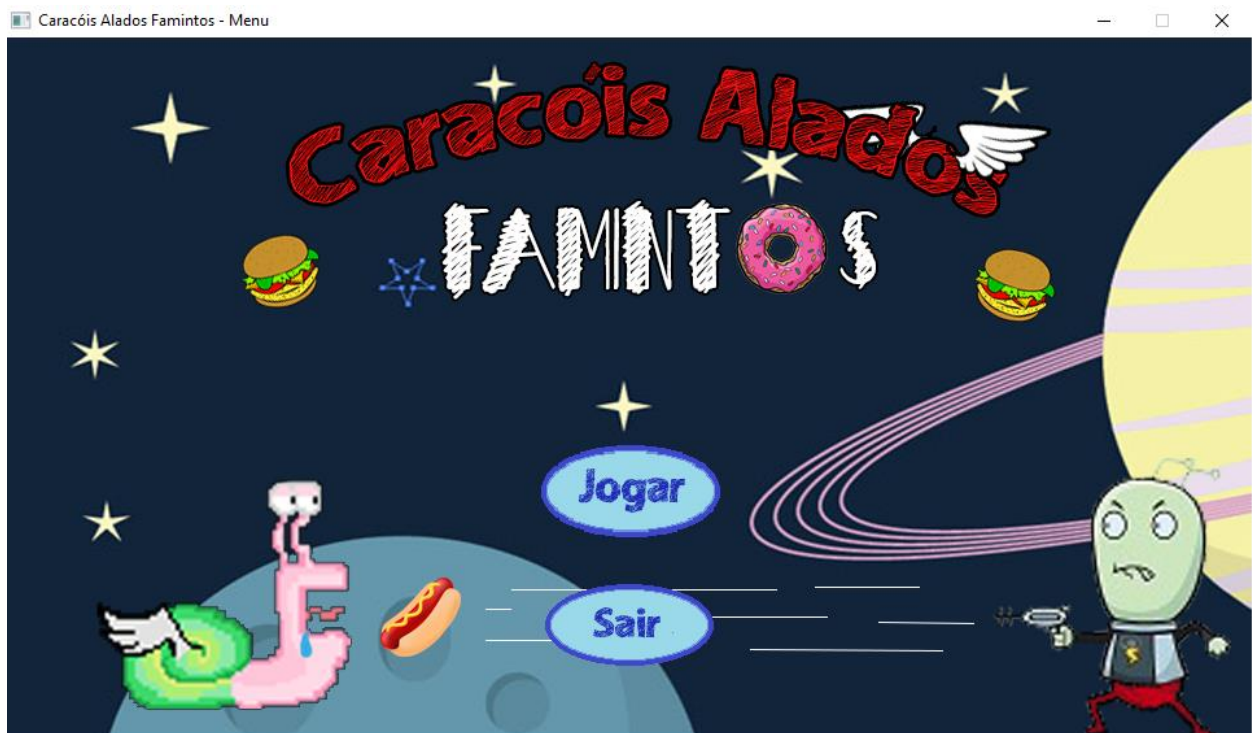 Caracóis Alados Famintos - Menu
Caracóis Alados
FAMINTOS
Jogar
Sair